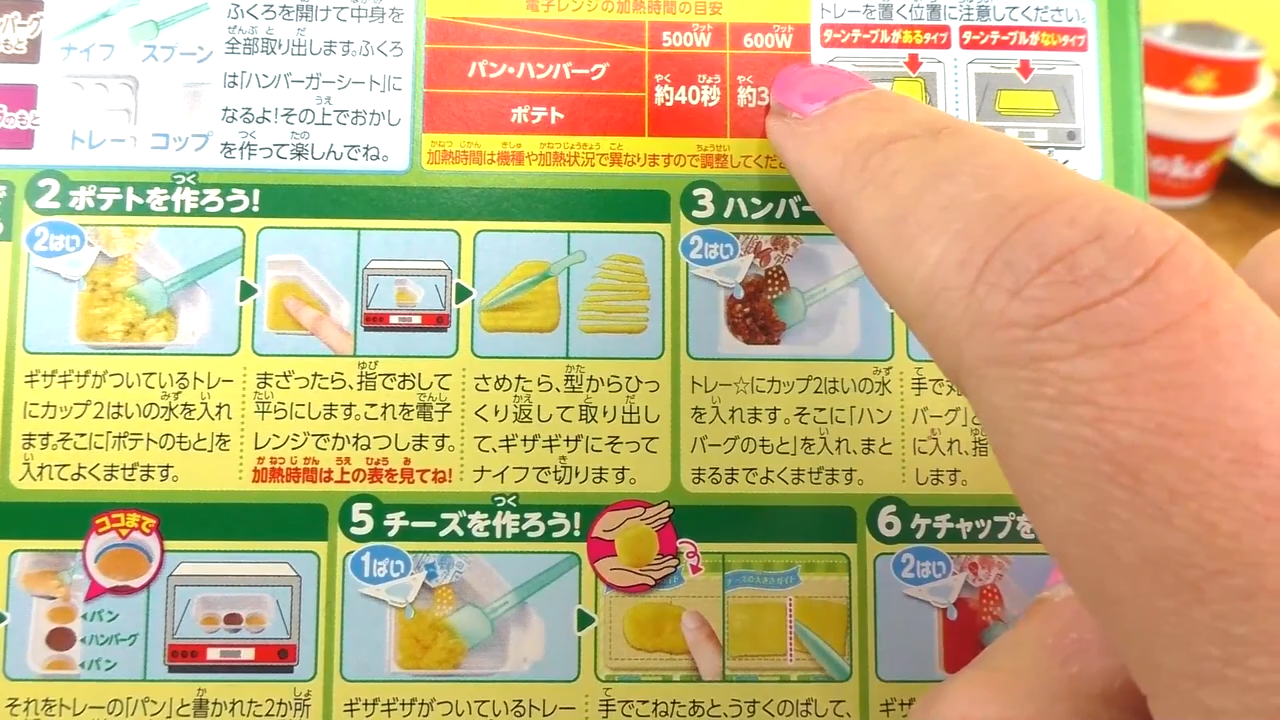 ナイフ スプーン
トレー コップ
ふくろを開けて中身を
全部取り出します。ふくろ
は「ハンバーガーシート」に
なるよ!その上でおかし
を作って楽しんでね。
電子レンジの加熱時間の目安
500W 600W
パン・ハンバーグ
ポテト
約40秒
約3
加熱時間は機種や加熱状況で異なりますので調整してくださ
トレーを置く位置に注意してください。
ターンテーブルがあるタイプ
ターンテーブルがないタイプ
2 ポテトを作ろう!
2はい
ギザギザがついているトレー
にカップ2はいの水を入れ
ます。そこに「ポテトのもと」を
入れてよくまぜます。
まざったら、指でおして
平らにします。これを電子
レンジでかねつします。
加熱時間は上の表を見てね!
さめたら、型からひっ
くり返して取り出し
て、ギザギザにそって
ナイフで切ります。
3 ハンバー
2はい
トレー☆にカップ2はいの水
を入れます。そこに「ハン
バーグのもと」を入れ、まと
まるまでよくまぜます。
手で丸
バーグ」と
に入れ、指
します。
ココまで
パン
ハンバーグ
パン
それをトレーの「パン」と書かれた2か所
5 チーズを作ろう!
1ぱい
チーズの大きさガイド
ギザギザがついているトレー
手でこねたあと、うすくのばして、
6 ケチャップを
2はい
ギザ